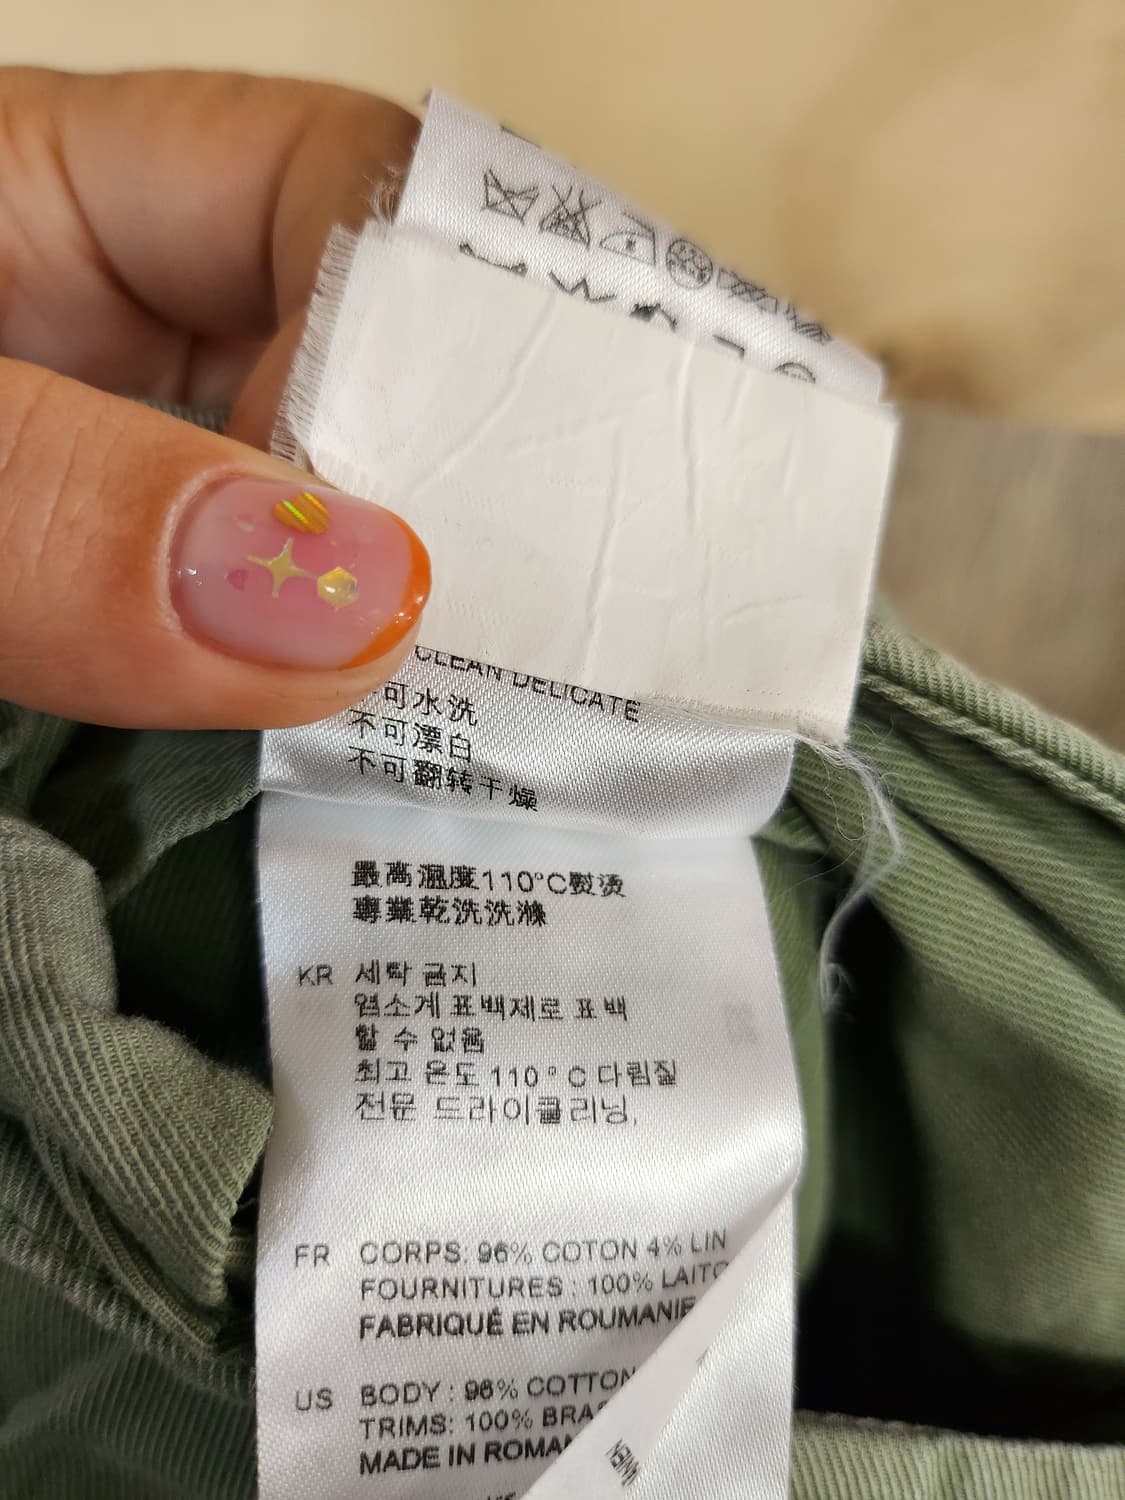 CLEAN DELICATE
可水洗
不可漂白
不可翻转干燥
最高溫度110°C熨烫
專業乾洗洗滌
KR 세탁 금지
염소계 표백제로 표백
할 수 없음
최고 온도 110°C 다림질
전문 드라이클리닝,
FR CORPS: 96% COTON 4% LIN
FOURNITURES : 100% LAITO
FABRIQUÉ EN ROUMANIE
US BODY : 96% COTTON
TRIMS: 100% BRAS
MADE IN ROMAN